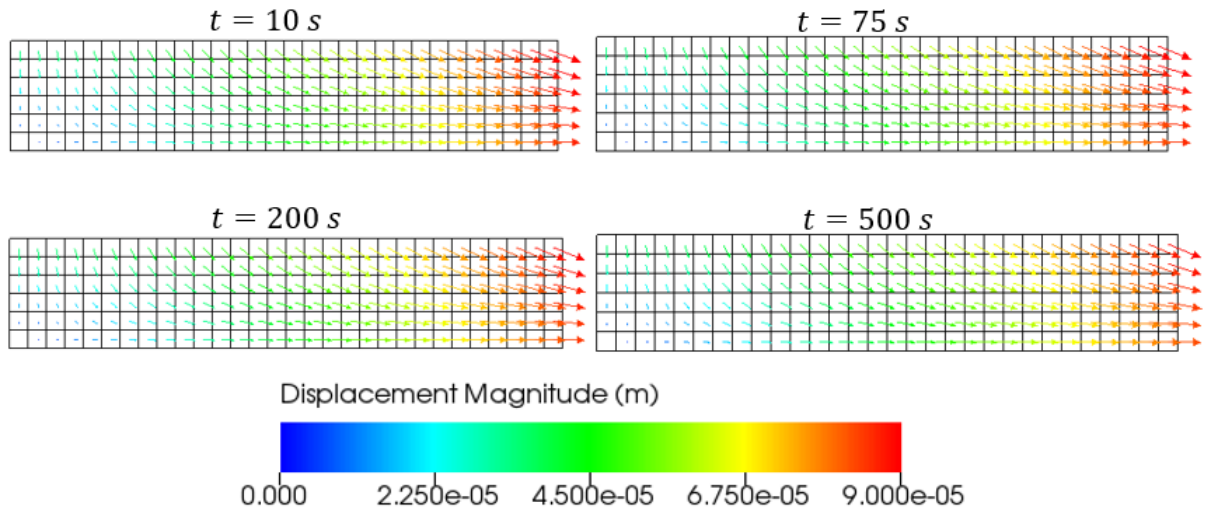 t = 10 s
t = 75 s
t = 200 s
t = 500 s
Displacement Magnitude (m)
0.000 2.250e-05 4.500e-05 6.750e-05 9.000e-05